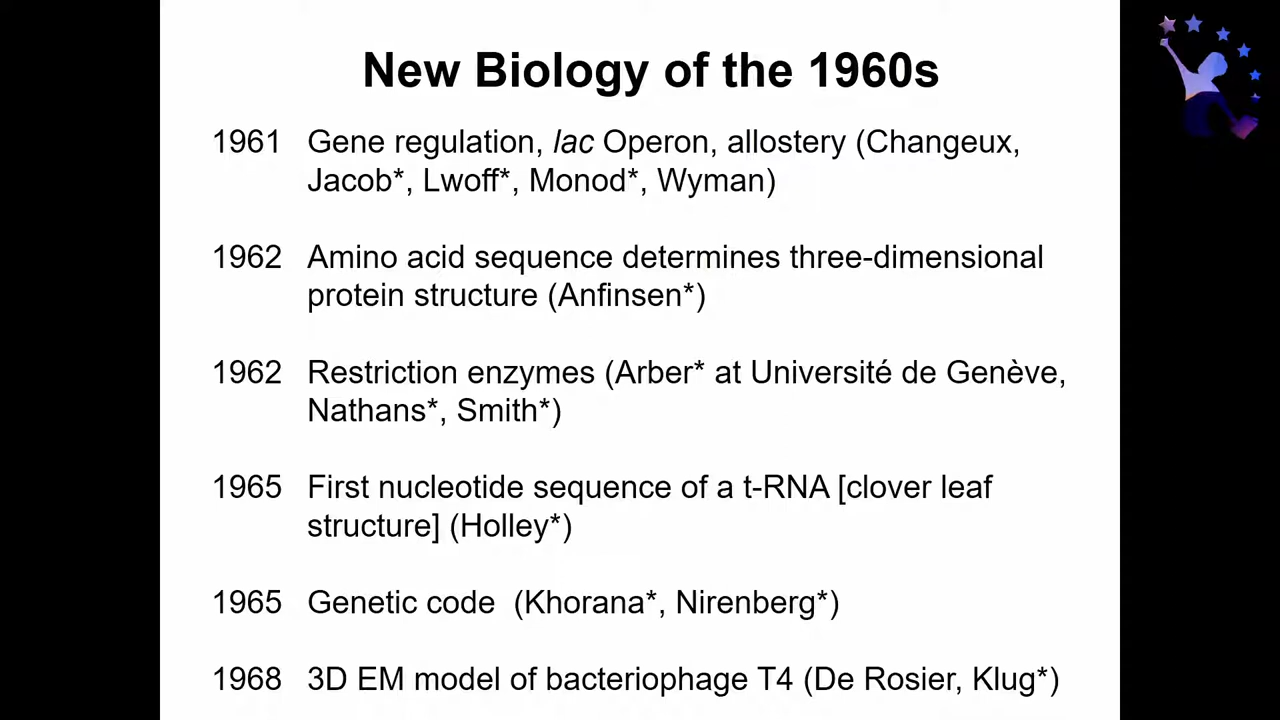 New Biology of the 1960s
1961 Gene regulation, lac Operon, allostery (Changeux,
Jacob*, Lwoff*, Monod*, Wyman)
1962 Amino acid sequence determines three-dimensional
protein structure (Anfinsen*)
1962 Restriction enzymes (Arber* at Université de Genève,
Nathans*, Smith*)
1965 First nucleotide sequence of a t-RNA [clover leaf
structure] (Holley*)
1965 Genetic code (Khorana*, Nirenberg*)
1968 3D EM model of bacteriophage T4 (De Rosier, Klug*)